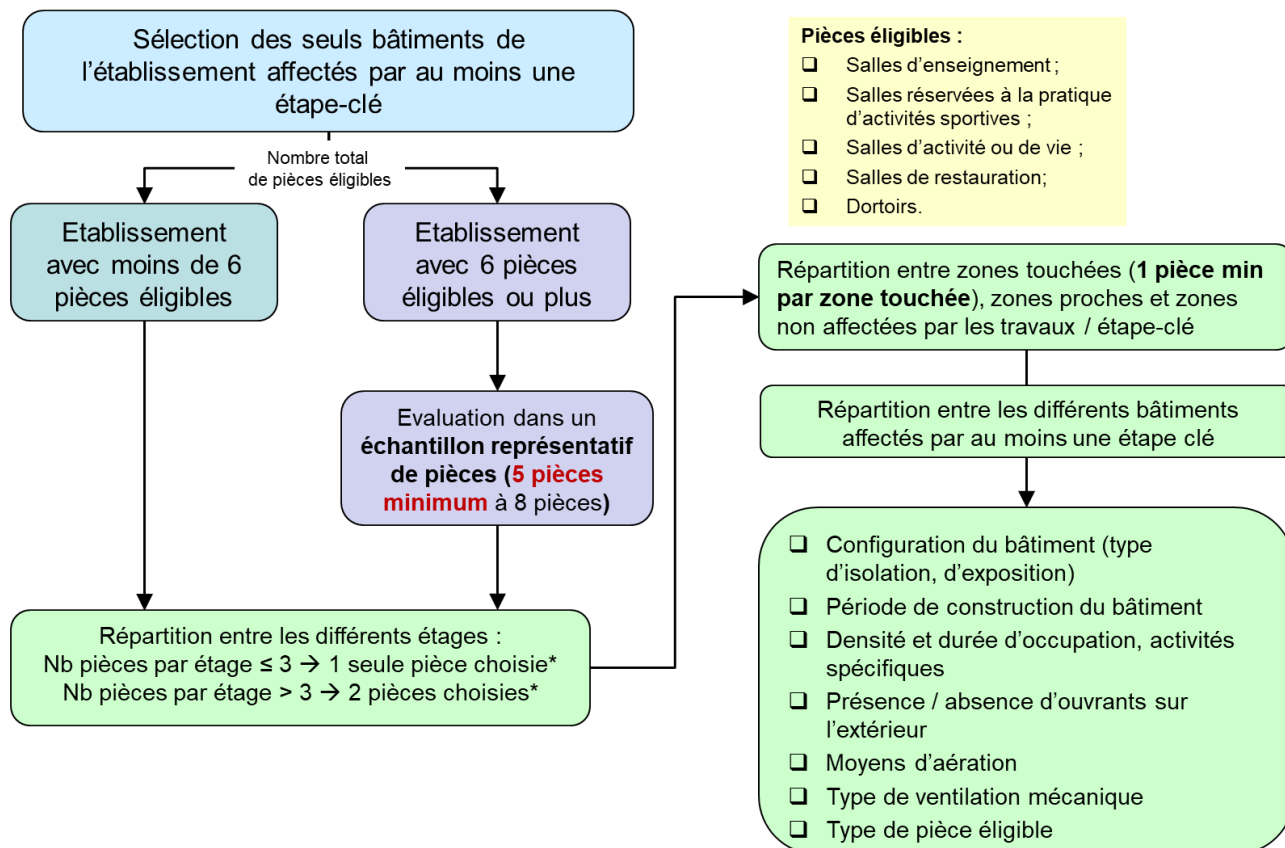 Sélection des seuls bâtiments de
l'établissement affectés par au moins une
étape-clé
Nombre total
de pièces éligibles
Etablissement
avec moins de 6
pièces éligibles
Etablissement
avec 6 pièces
éligibles ou plus
Evaluation dans un
échantillon représentatif
de pièces (5 pièces
minimum à 8 pièces)
Répartition entre les différents étages :
Nb pièces par étage ≤ 3 → 1 seule pièce choisie*
Nb pièces par étage > 3 → 2 pièces choisies*
Pièces éligibles :
❑ Salles d'enseignement ;
❑ Salles réservées à la pratique
d'activités sportives ;
❑ Salles d'activité ou de vie ;
❑ Salles de restauration;
❑ Dortoirs.
Répartition entre zones touchées (1 pièce min
par zone touchée), zones proches et zones
non affectées par les travaux / étape-clé
Répartition entre les différents bâtiments
affectés par au moins une étape clé
❑ Configuration du bâtiment (type
d'isolation, d'exposition)
❑ Période de construction du bâtiment
❑ Densité et durée d'occupation, activités
spécifiques
❑ Présence / absence d'ouvrants sur
l'extérieur
❑ Moyens d'aération
❑ Type de ventilation mécanique
❑ Type de pièce éligible